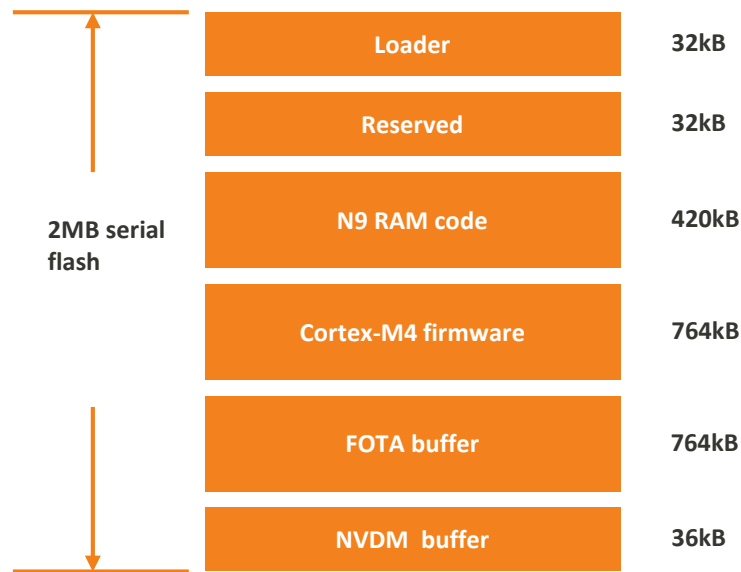 Loader 32kB
Reserved 32kB
N9 RAM code 420kB
2MB serial
flash
Cortex-M4 firmware 764kB
FOTA buffer 764kB
NVDM buffer 36kB